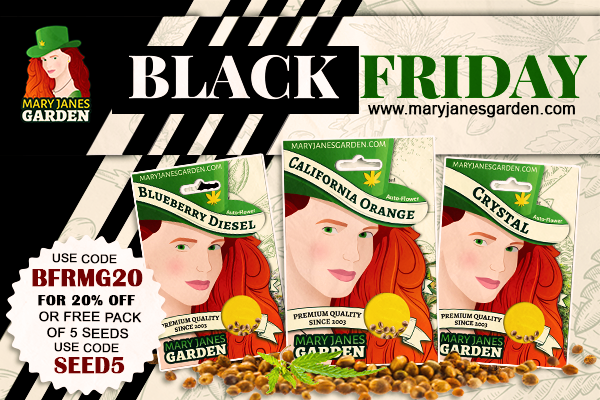 BLACK FRIDAY
www.maryjanesgarden.com
MARY JANES
GARDEN
MARYJANESGARDEN.COM
BLUEBERRY DIESEL
Auto-Flower
PREMIUM QUALITY
SINCE 2003
MARY JANES
GARDEN
MARYJANESGARDEN.COM
CALIFORNIA ORANGE
Auto-Flower
PREMIUM QUALITY
SINCE 2003
MARY JANES
GARDEN
MARYJANESGARDEN.COM
CRYSTAL
Auto-Flower
PREMIUM QUALITY
SINCE 2003
MARY JANES
GARDEN
USE CODE
BFRMG20
FOR 20% OFF
OR FREE PACK
OF 5 SEEDS
USE CODE
SEED5